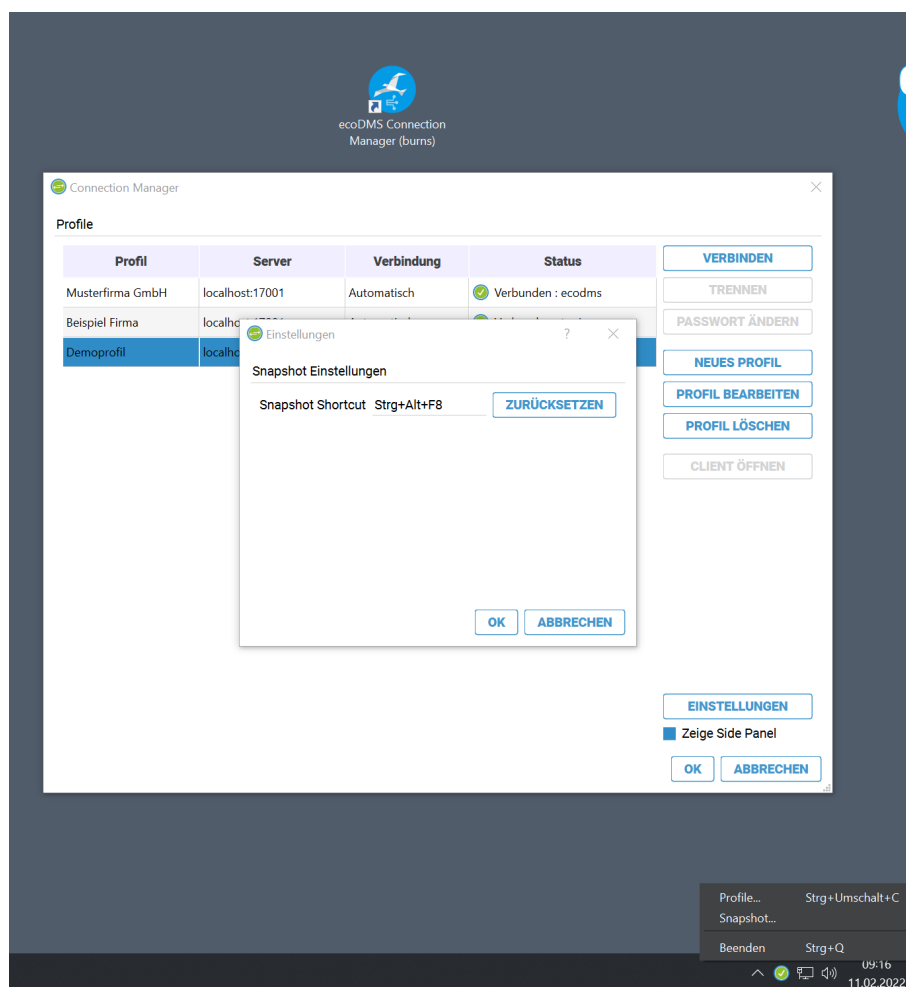 ecoDMS Connection
Manager (burns)
Connection Manager
Profile
Profil Server Verbindung Status
Musterfirma GmbH localhost:17001 Automatisch Verbunden : ecodms
Beispiel Firma
Demoprofil
VERBINDEN
TRENNEN
PASSWORT ÄNDERN
NEUES PROFIL
PROFIL BEARBEITEN
PROFIL LÖSCHEN
CLIENT ÖFFNEN
Einstellungen ?
Snapshot Einstellungen
Snapshot Shortcut Strg+Alt+F8 ZURÜCKSETZEN
OK ABBRECHEN
EINSTELLUNGEN
Zeige Side Panel
OK ABBRECHEN
Profile... Strg+Umschalt+C
Snapshot...
Beenden Strg+Q
09:16
11.02.2022